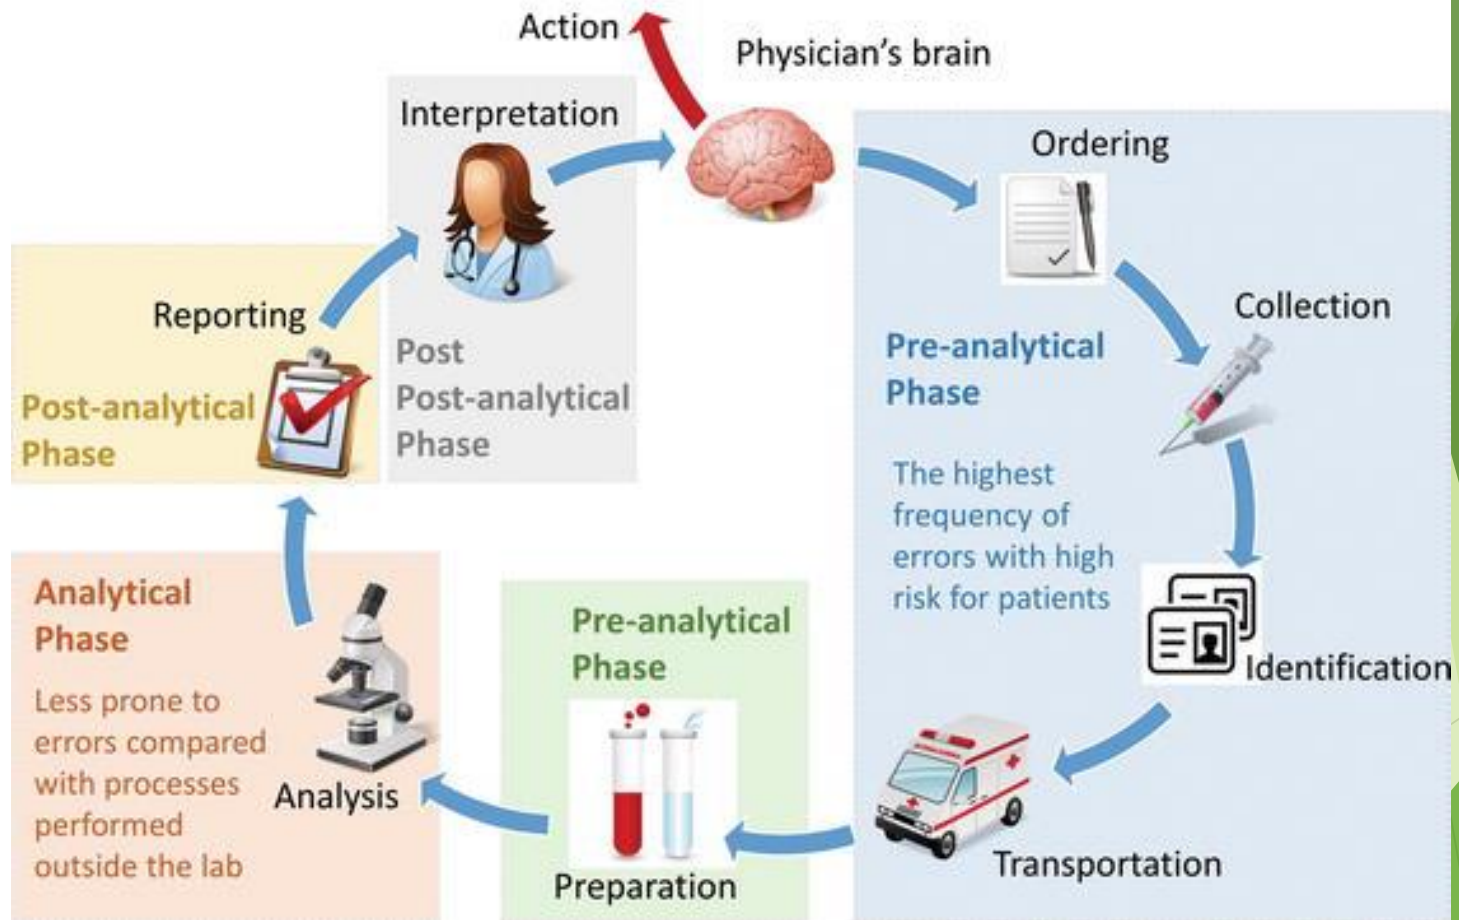 Action
Physician's brain
Interpretation
Ordering
Collection
Reporting
Post
Post-analytical
Phase
Post-analytical
Phase
Pre-analytical
Phase
The highest
frequency of
errors with high
risk for patients
Identification
Analytical
Phase
Less prone to
errors compared
with processes
performed
outside the lab
Analysis
Pre-analytical
Phase
Preparation
Transportation